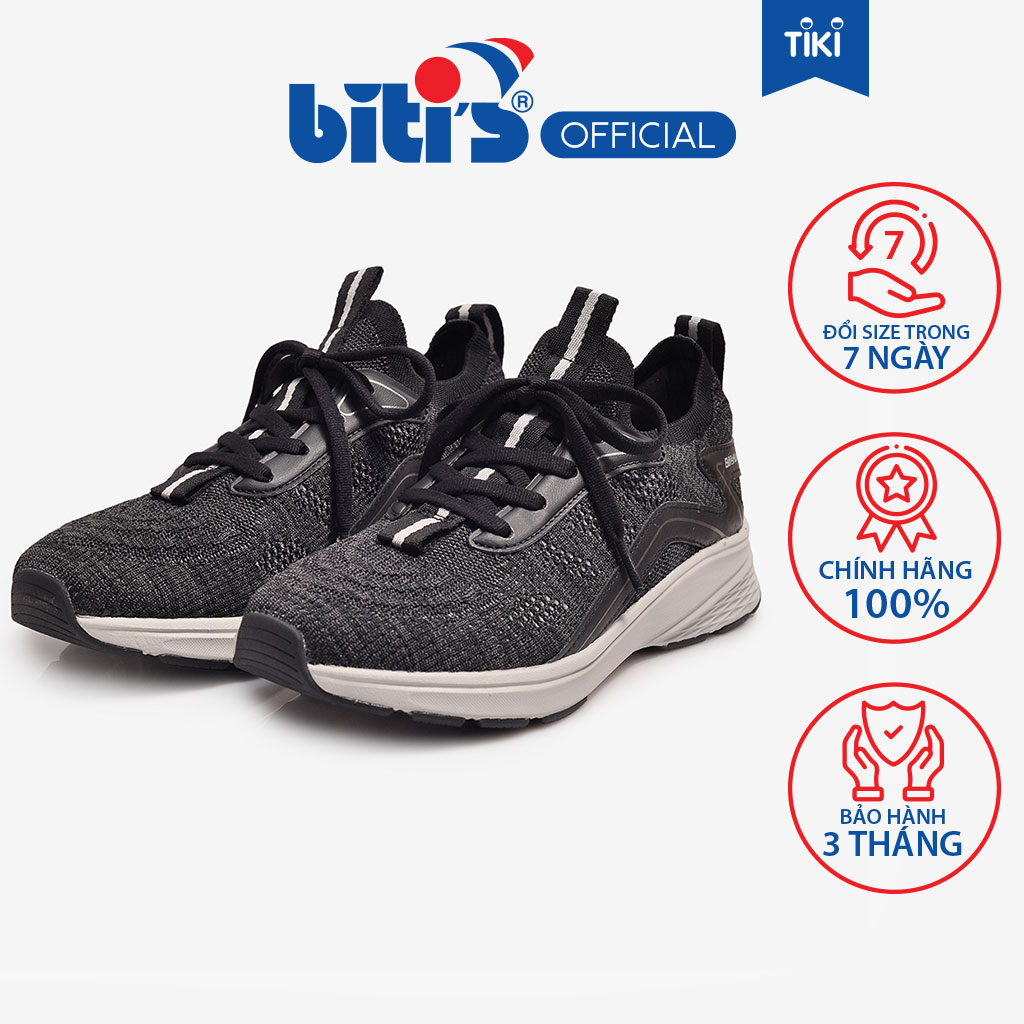 TiKi
biti's®
OFFICIAL
7
ĐỔI SIZE TRONG
7 NGÀY
CHÍNH HÃNG
100%
BẢO HÀNH
3 THÁNG